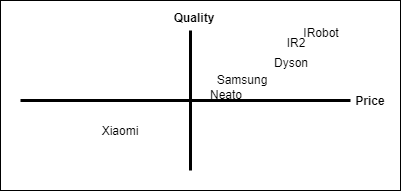 Quality
IRobot
IR2
Dyson
Samsung
Neato
Price
Xiaomi